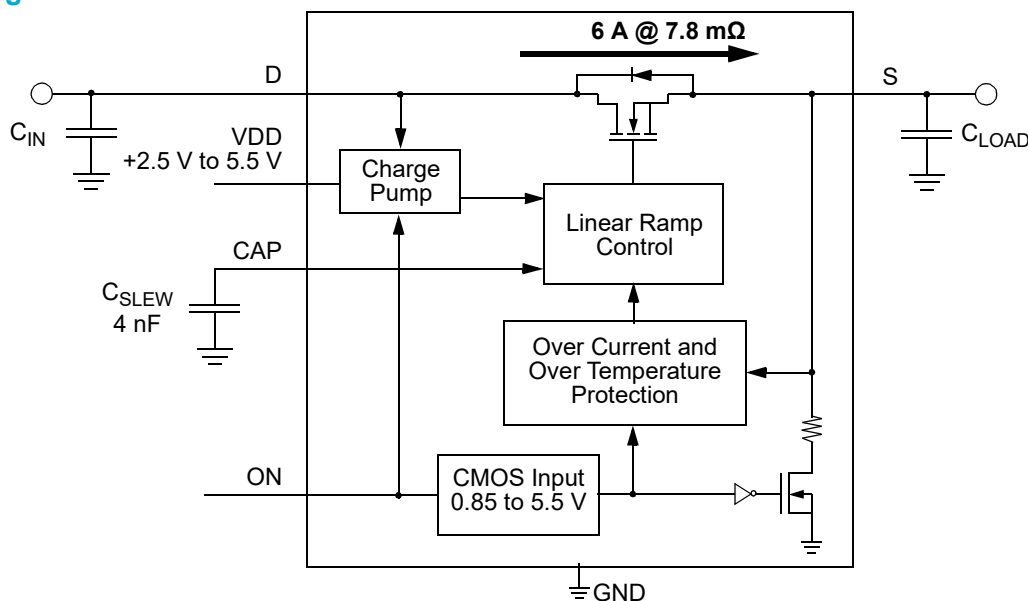 6 A @ 7.8 mΩ
D
S
C_IN
VDD
+2.5 V to 5.5 V
C_LOAD
Charge
Pump
Linear Ramp
Control
CAP
C_SLEW
4 nF
Over Current and
Over Temperature
Protection
ON
CMOS Input
0.85 to 5.5 V
GND